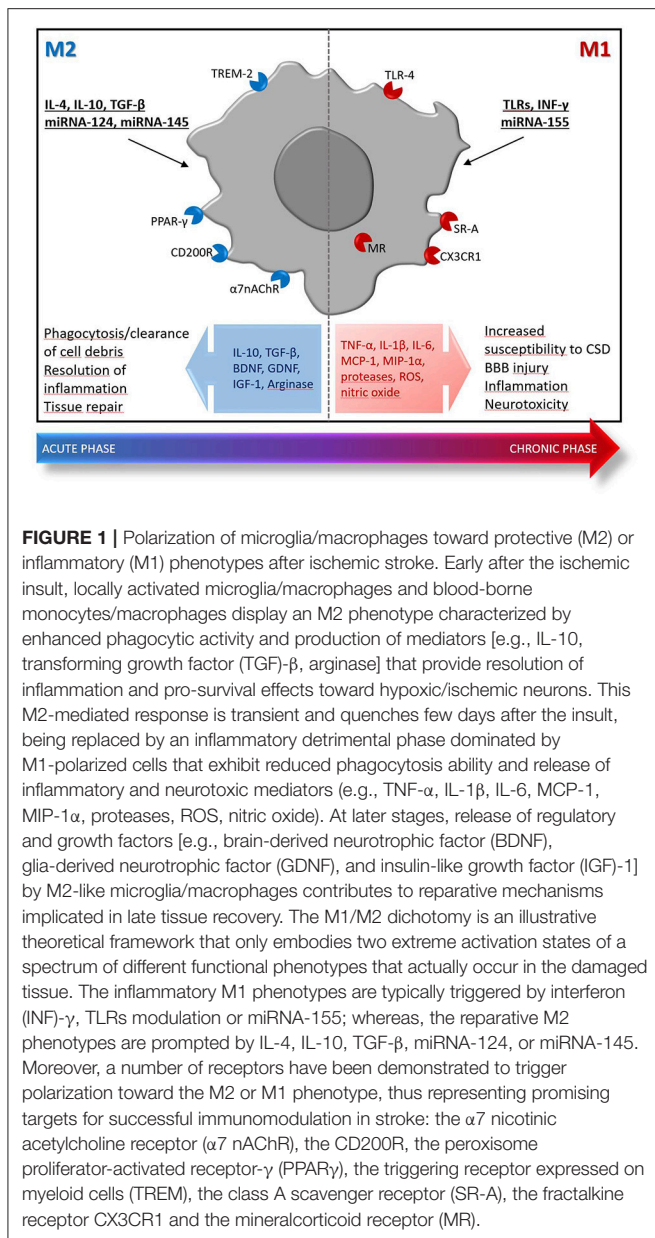 M2
M1
TREM-2
TLR-4
IL-4, IL-10, TGF-β
miRNA-124, miRNA-145
TLRs, INF-γ
miRNA-155
PPAR-γ
CD200R
α7nAChR
MR
SR-A
CX3CR1
Phagocytosis/clearance
of cell debris
Resolution of
inflammation
Tissue repair
IL-10, TGF-β,
BDNF, GDNF,
IGF-1, Arginase
TNF-α, IL-1β, IL-6,
MCP-1, MIP-1α,
proteases, ROS,
nitric oxide
Increased
susceptibility to CSD
BBB injury
Inflammation
Neurotoxicity
ACUTE PHASE
CHRONIC PHASE
FIGURE 1 | Polarization of microglia/macrophages toward protective (M2) or
inflammatory (M1) phenotypes after ischemic stroke. Early after the ischemic
insult, locally activated microglia/macrophages and blood-borne
monocytes/macrophages display an M2 phenotype characterized by
enhanced phagocytic activity and production of mediators [e.g., IL-10,
transforming growth factor (TGF)-β, arginase] that provide resolution of
inflammation and pro-survival effects toward hypoxic/ischemic neurons. This
M2-mediated response is transient and quenches few days after the insult,
being replaced by an inflammatory detrimental phase dominated by
M1-polarized cells that exhibit reduced phagocytosis ability and release of
inflammatory and neurotoxic mediators (e.g., TNF-α, IL-1β, IL-6, MCP-1,
MIP-1α, proteases, ROS, nitric oxide). At later stages, release of regulatory
and growth factors [e.g., brain-derived neurotrophic factor (BDNF),
glia-derived neurotrophic factor (GDNF), and insulin-like growth factor (IGF)-1]
by M2-like microglia/macrophages contributes to reparative mechanisms
implicated in late tissue recovery. The M1/M2 dichotomy is an illustrative
theoretical framework that only embodies two extreme activation states of a
spectrum of different functional phenotypes that actually occur in the damaged
tissue. The inflammatory M1 phenotypes are typically triggered by interferon
(INF)-γ, TLRs modulation or miRNA-155; whereas, the reparative M2
phenotypes are prompted by IL-4, IL-10, TGF-β, miRNA-124, or miRNA-145.
Moreover, a number of receptors have been demonstrated to trigger
polarization toward the M2 or M1 phenotype, thus representing promising
targets for successful immunomodulation in stroke: the α7 nicotinic
acetylcholine receptor (α7 nAChR), the CD200R, the peroxisome
proliferator-activated receptor-γ (PPARγ), the triggering receptor expressed on
myeloid cells (TREM), the class A scavenger receptor (SR-A), the fractalkine
receptor CX3CR1 and the mineralcorticoid receptor (MR).